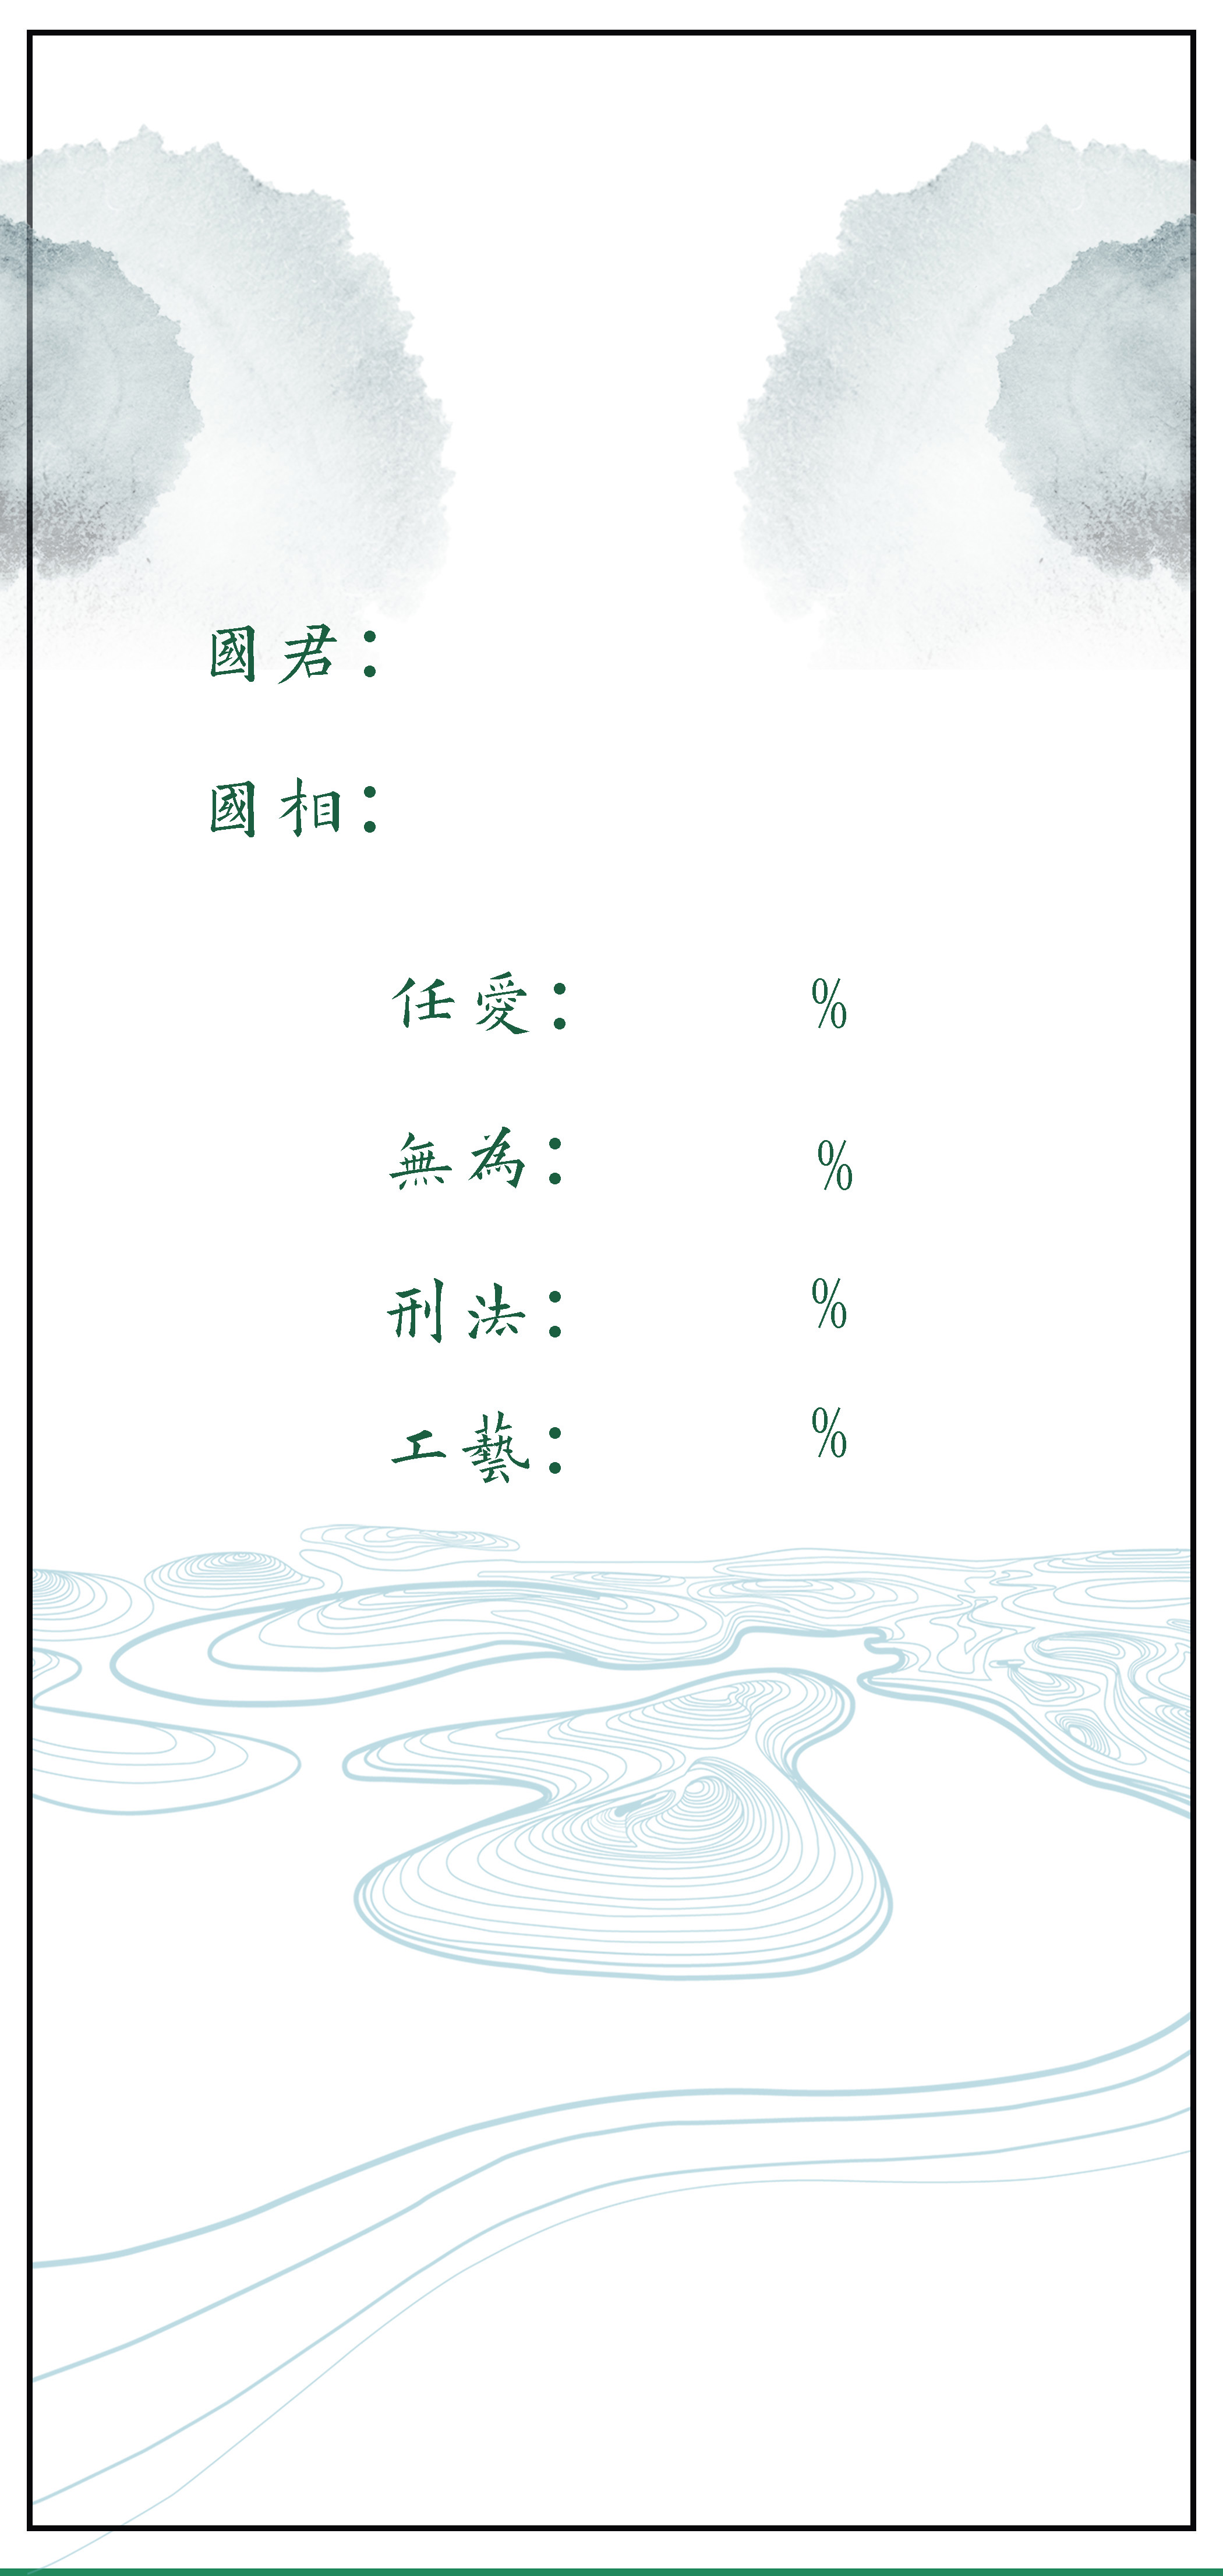 國君：
國相：
任愛： %
無為： %
刑法： %
工藝： %